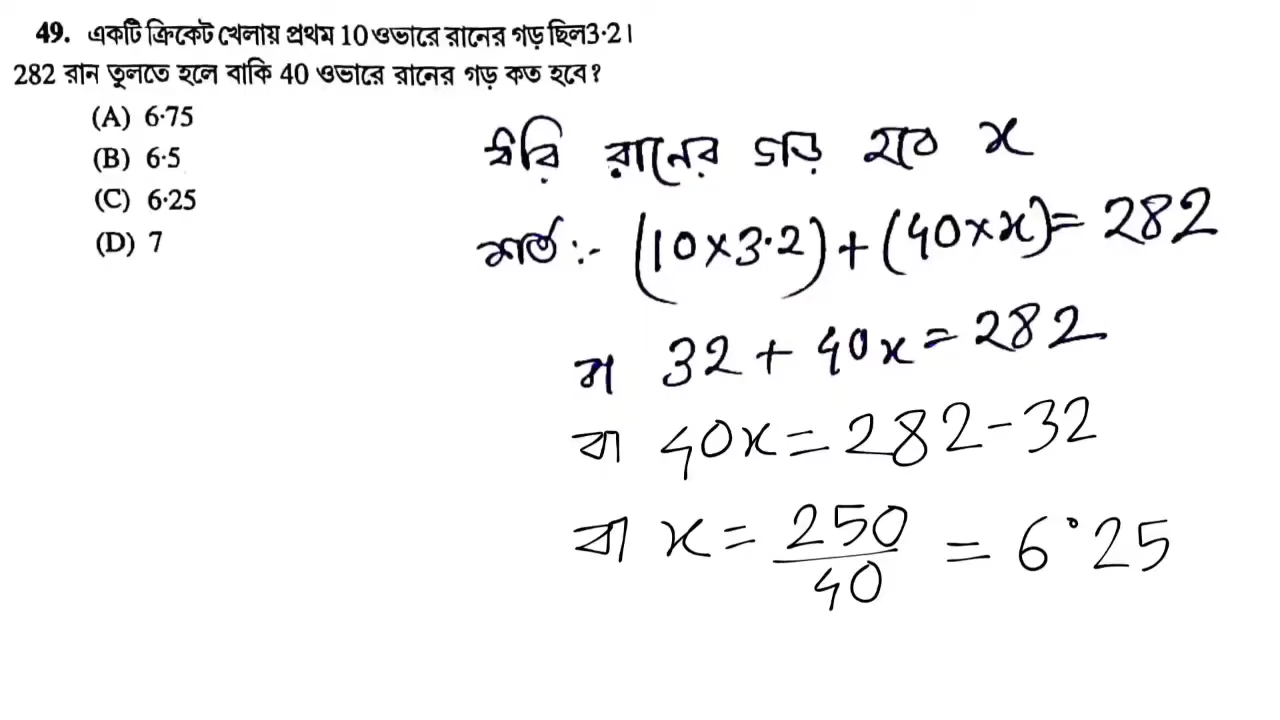 49. একটি ক্রিকেট খেলায় প্রথম 10 ওভারে রানের গড় ছিল3·2।
282 রান তুলতে হলে বাকি 40 ওভারে রানের গড় কত হবে?
(A) 6·75
(B) 6·5
(C) 6·25
(D) 7
ধরি রানের গড় হবে x
শর্ত :- (10×3·2)+(40×x)=282
বা 32 + 40x = 282
বা 40x = 282 - 32
বা x = 250/40 = 6·25